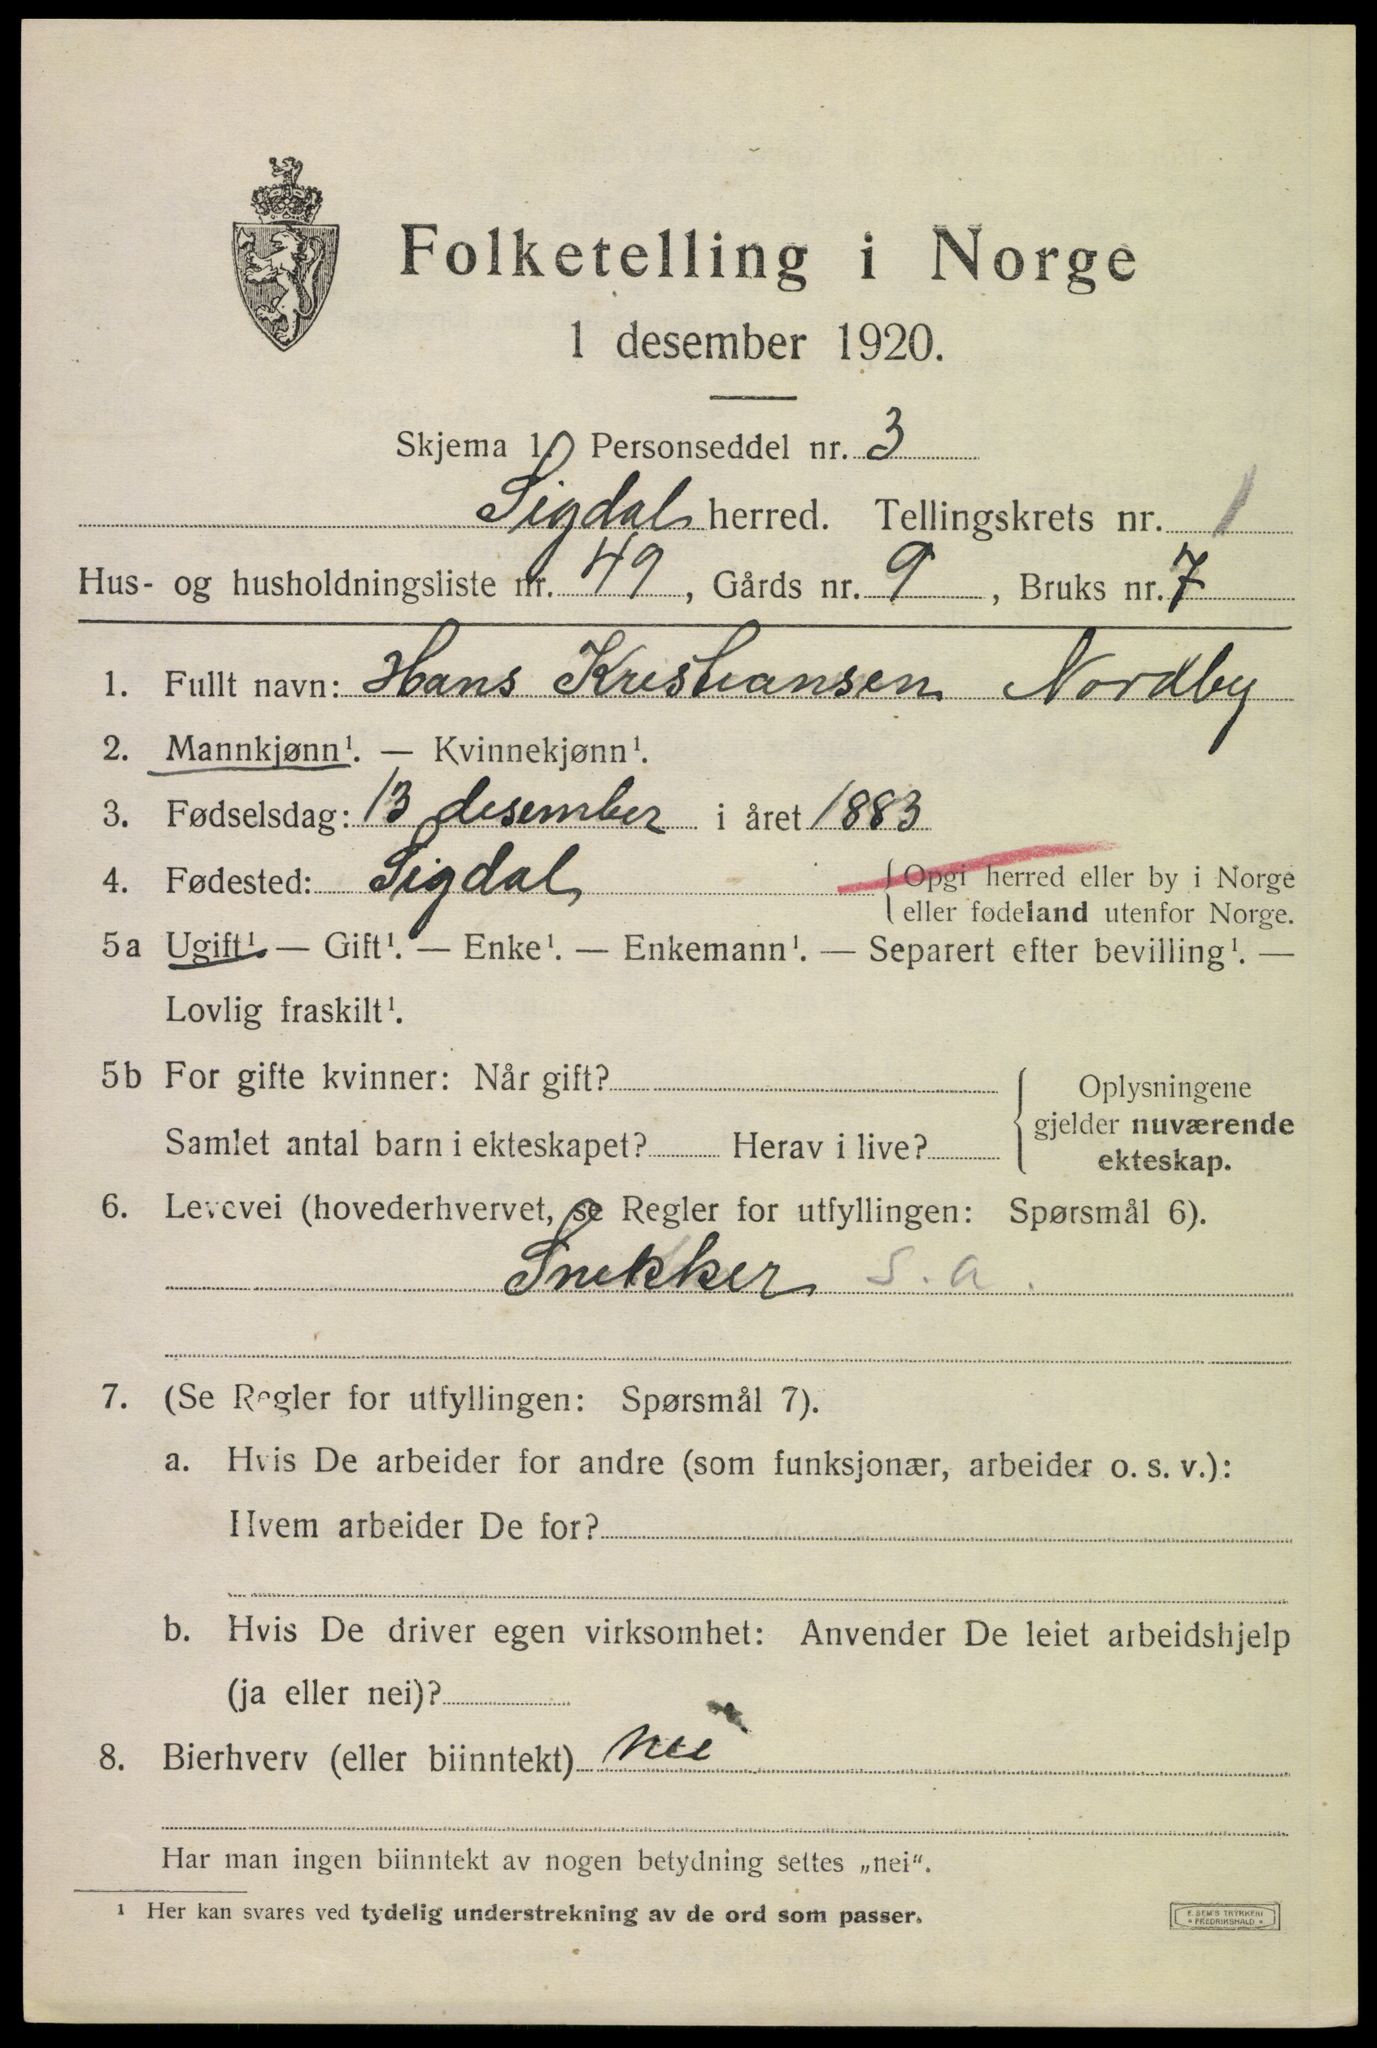 Folketelling i Norge
1 desember 1920.
Skjema 1. Personseddel nr. 3
Sigdal herred. Tellingskrets nr. 1
Hus- og husholdningsliste nr. 49, Gårds nr. 9, Bruks nr. 7
1. Fullt navn: Hans Kristiansen Nordby
2. Mannkjønn¹. — Kvinnekjønn¹.
3. Fødselsdag: 13 desember i året 1883
4. Fødested: Sigdal { Opgi herred eller by i Norge
eller fødeland utenfor Norge.
5a Ugift¹. — Gift¹. — Enke¹. — Enkemann¹. — Separert efter bevilling¹. —
Lovlig fraskilt¹.
5b For gifte kvinner: Når gift?
Samlet antal barn i ekteskapet? Herav i live?
{ Oplysningene
gjelder nuværende
ekteskap.
6. Levevei (hovederhvervet, se Regler for utfyllingen: Spørsmål 6).
Snekker s. a.
7. (Se Regler for utfyllingen: Spørsmål 7).
a. Hvis De arbeider for andre (som funksjonær, arbeider o. s. v.):
Hvem arbeider De for?
b. Hvis De driver egen virksomhet: Anvender De leiet arbeidshjelp
(ja eller nei)?
8. Bierhverv (eller biinntekt) nei
Har man ingen biinntekt av nogen betydning settes „nei“.
¹ Her kan svares ved tydelig understrekning av de ord som passer.
E. SEM'S TRYKKERI
• FREDRIKSHALD •